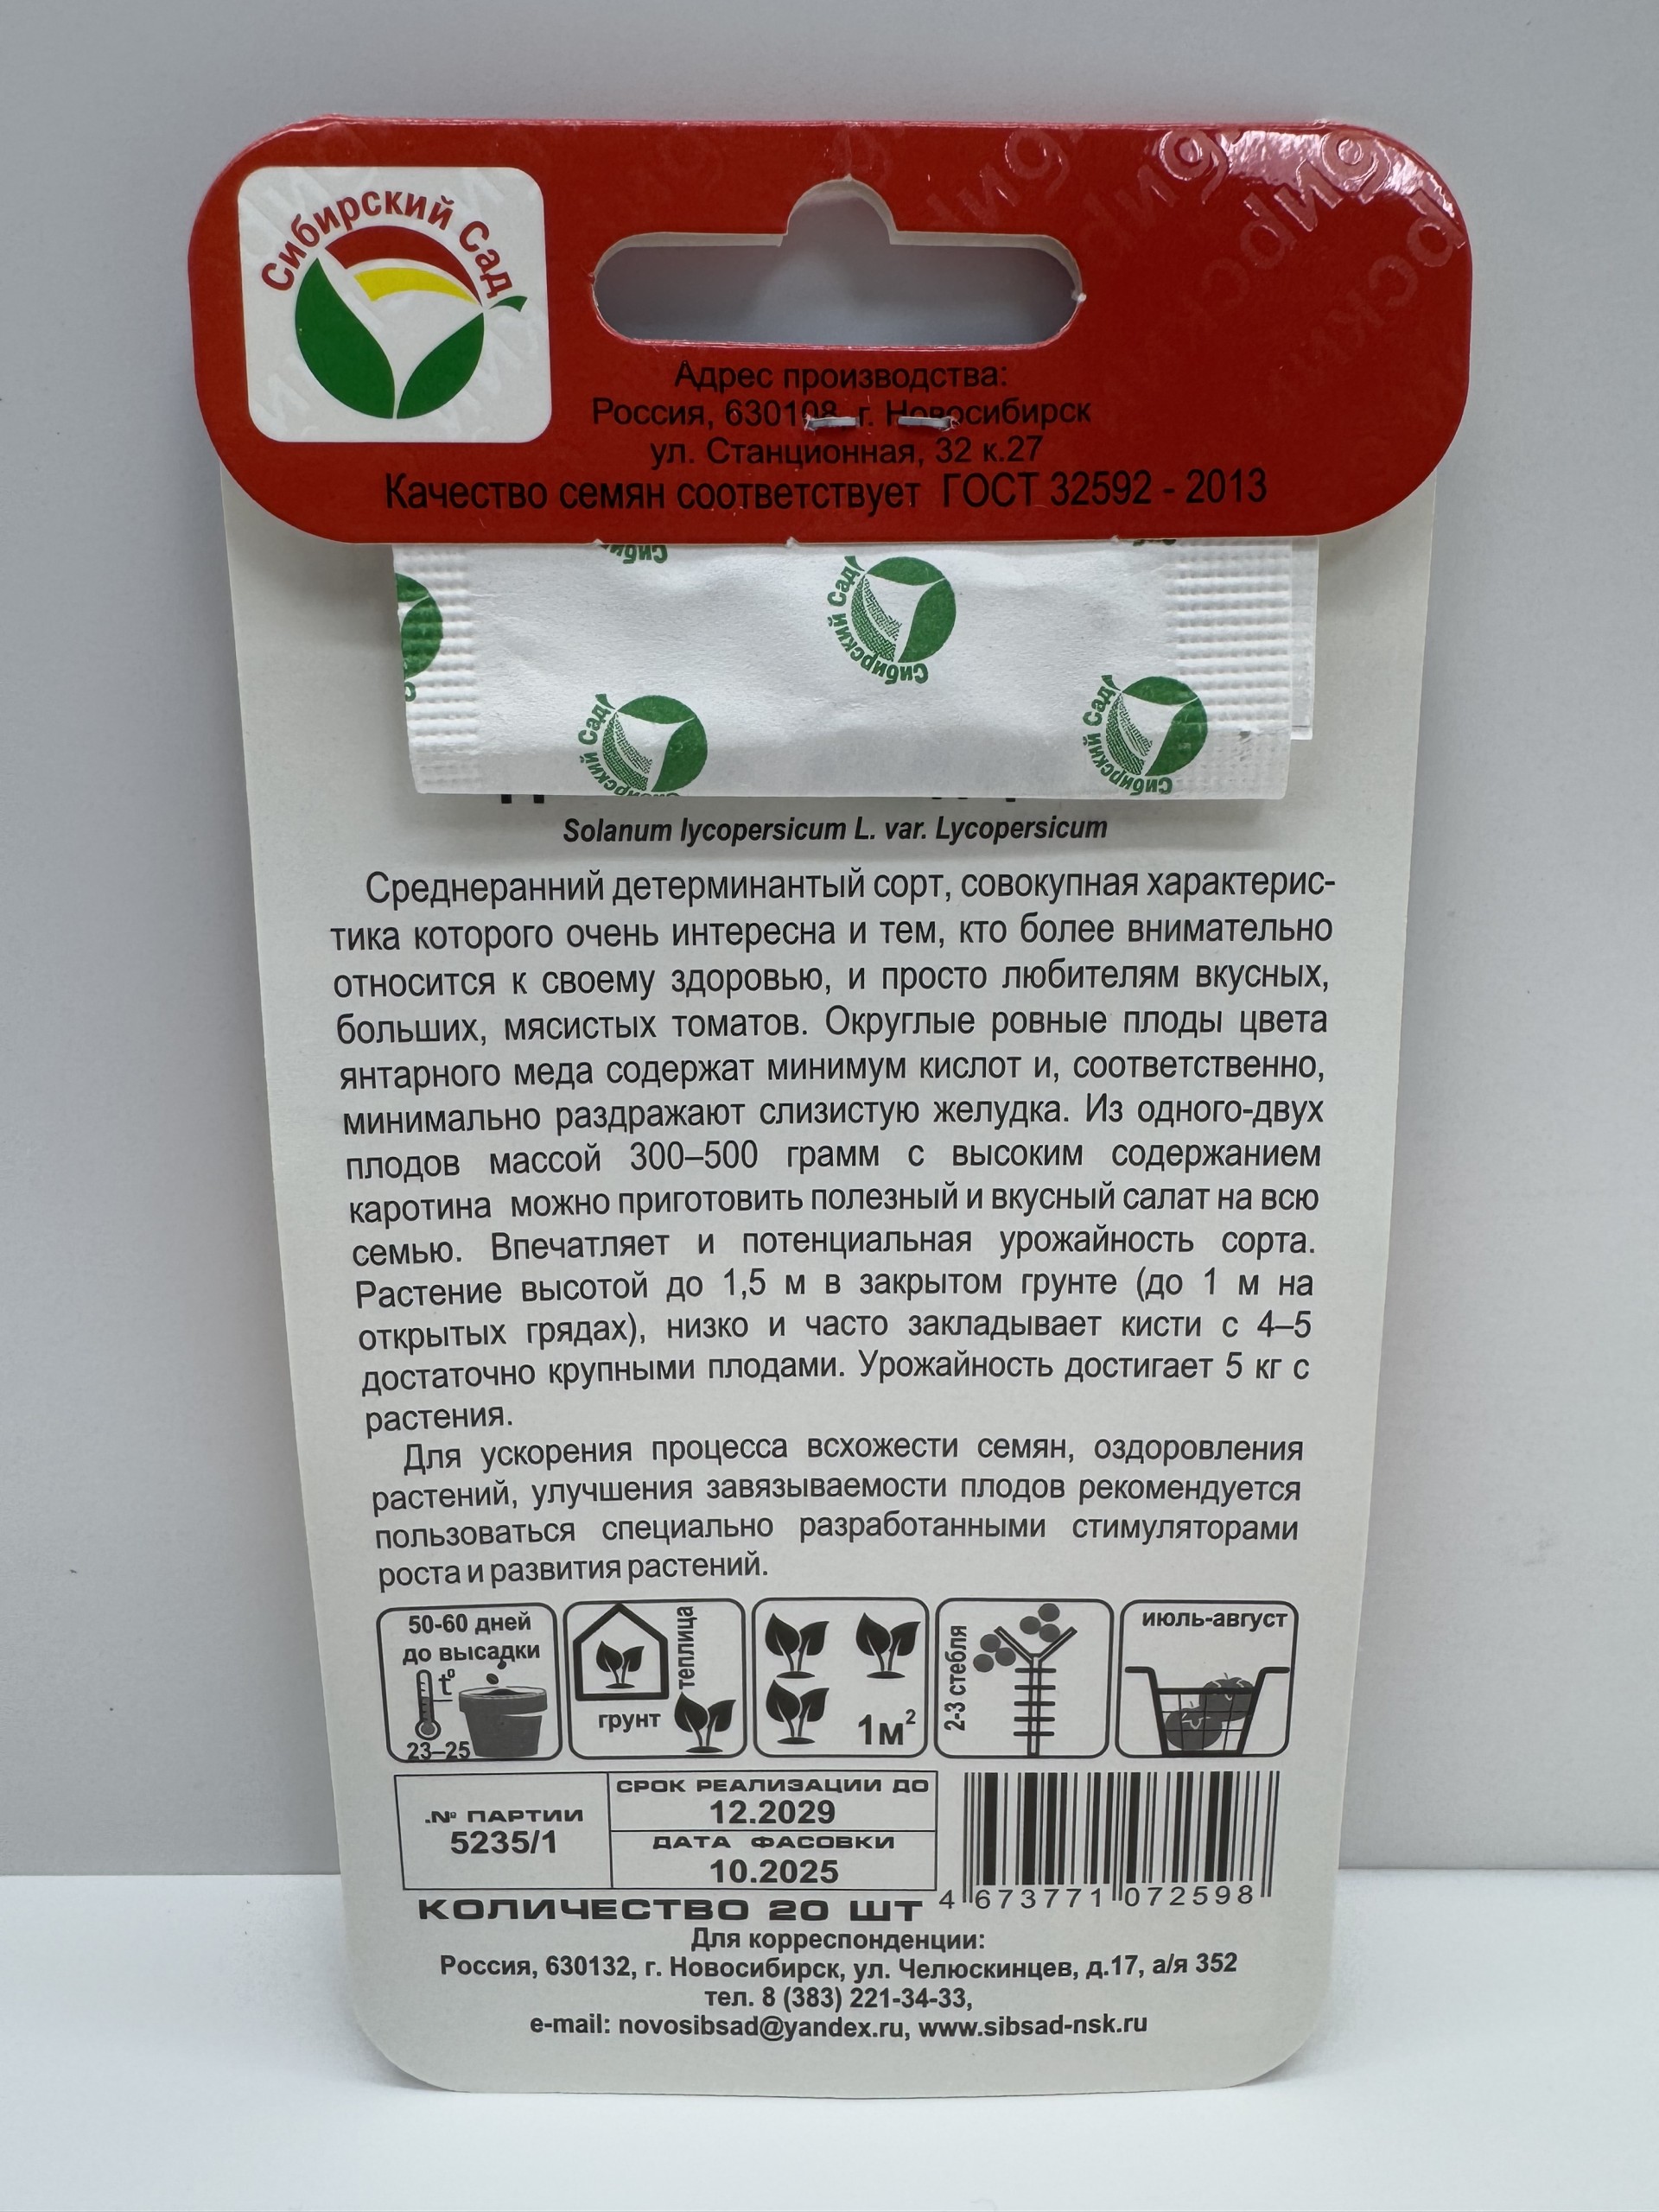 Сибирский Сад
Адрес производства:
Россия, 630108, г. Новосибирск
ул. Станционная, 32 к.27
Качество семян соответствует ГОСТ 32592 - 2013
Сибирский Сад
Сибирский Сад
Сибирский Сад
Solanum lycopersicum L. var. Lycopersicum
Среднеранний детерминантый сорт, совокупная характерис-
тика которого очень интересна и тем, кто более внимательно
относится к своему здоровью, и просто любителям вкусных,
больших, мясистых томатов. Округлые ровные плоды цвета
янтарного меда содержат минимум кислот и, соответственно,
минимально раздражают слизистую желудка. Из одного-двух
плодов массой 300–500 грамм с высоким содержанием
каротина можно приготовить полезный и вкусный салат на всю
семью. Впечатляет и потенциальная урожайность сорта.
Растение высотой до 1,5 м в закрытом грунте (до 1 м на
открытых грядах), низко и часто закладывает кисти с 4–5
достаточно крупными плодами. Урожайность достигает 5 кг с
растения.
Для ускорения процесса всхожести семян, оздоровления
растений, улучшения завязываемости плодов рекомендуется
пользоваться специально разработанными стимуляторами
роста и развития растений.
50-60 дней
до высадки
t°
23–25
теплица
грунт
1м²
2-3 стебля
июль-август
№ ПАРТИИ
5235/1
СРОК РЕАЛИЗАЦИИ ДО
12.2029
ДАТА ФАСОВКИ
10.2025
4 673771 072598
КОЛИЧЕСТВО 20 ШТ
Для корреспонденции:
Россия, 630132, г. Новосибирск, ул. Челюскинцев, д.17, а/я 352
тел. 8 (383) 221-34-33,
e-mail: novosibsad@yandex.ru, www.sibsad-nsk.ru